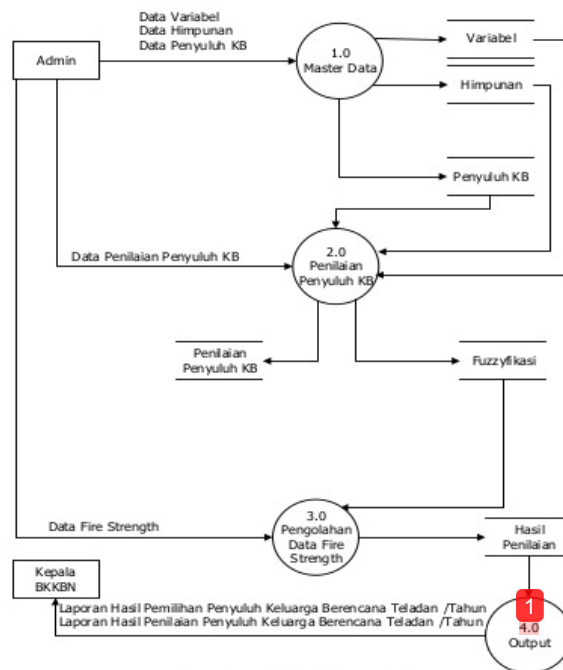 Data Variabel
Data Himpunan
Data Penyuluh KB
Admin
1.0
Master Data
Variabel
Himpunan
Penyuluh KB
Data Penilaian Penyuluh KB
2.0
Penilaian
Penyuluh KB
Penilaian
Penyuluh KB
Fuzzyfikasi
Data Fire Strength
3.0
Pengolahan
Data Fire
Strength
Hasil
Penilaian
Kepala
BKKBN
Laporan Hasil Pemilihan Penyuluh Keluarga Berencana Teladan /Tahun
Laporan Hasil Penilaian Penyuluh Keluarga Berencana Teladan /Tahun
1
4.0
Output